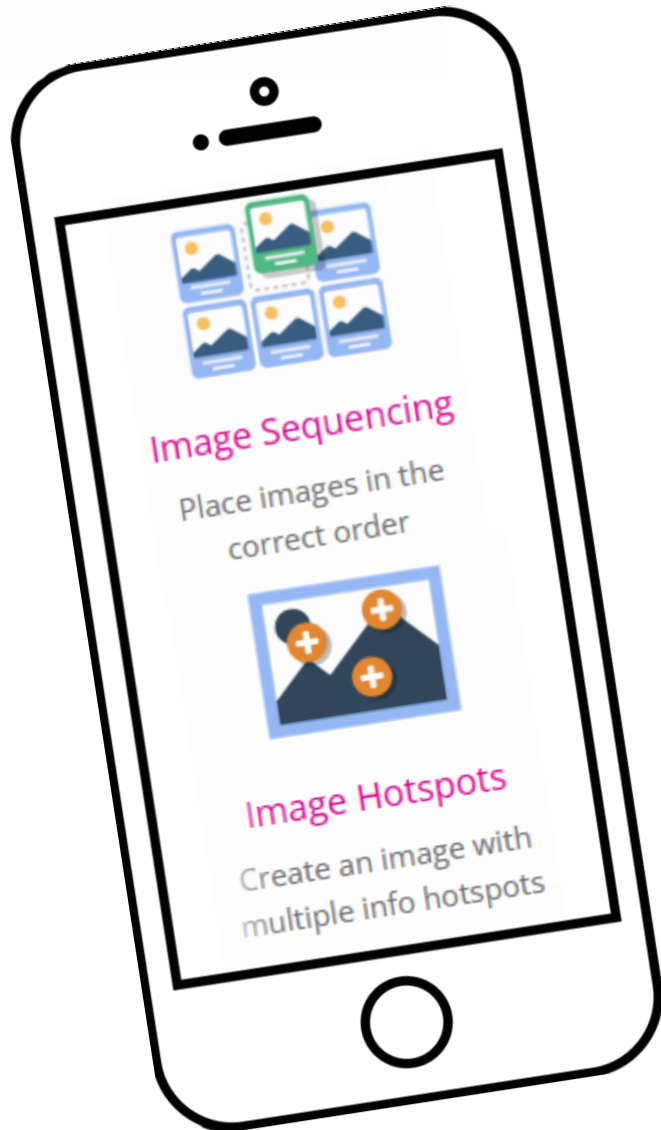 Image Sequencing
Place images in the
correct order
Image Hotspots
Create an image with
multiple info hotspots